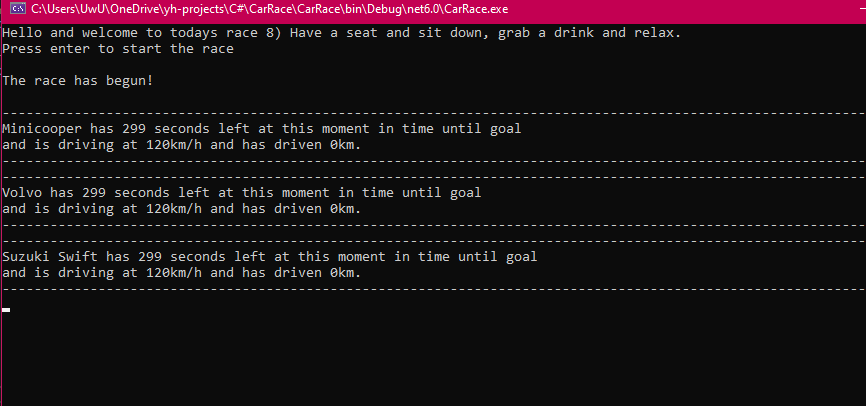 C:\Users\UwU\OneDrive\yh-projects\C#\CarRace\CarRace\bin\Debug\net6.0\CarRace.exe
Hello and welcome to todays race 8) Have a seat and sit down, grab a drink and relax.
Press enter to start the race
The race has begun!
------------------------------------------------------------------------------------------------------------
Minicooper has 299 seconds left at this moment in time until goal
and is driving at 120km/h and has driven 0km.
------------------------------------------------------------------------------------------------------------
------------------------------------------------------------------------------------------------------------
Volvo has 299 seconds left at this moment in time until goal
and is driving at 120km/h and has driven 0km.
------------------------------------------------------------------------------------------------------------
------------------------------------------------------------------------------------------------------------
Suzuki Swift has 299 seconds left at this moment in time until goal
and is driving at 120km/h and has driven 0km.
------------------------------------------------------------------------------------------------------------